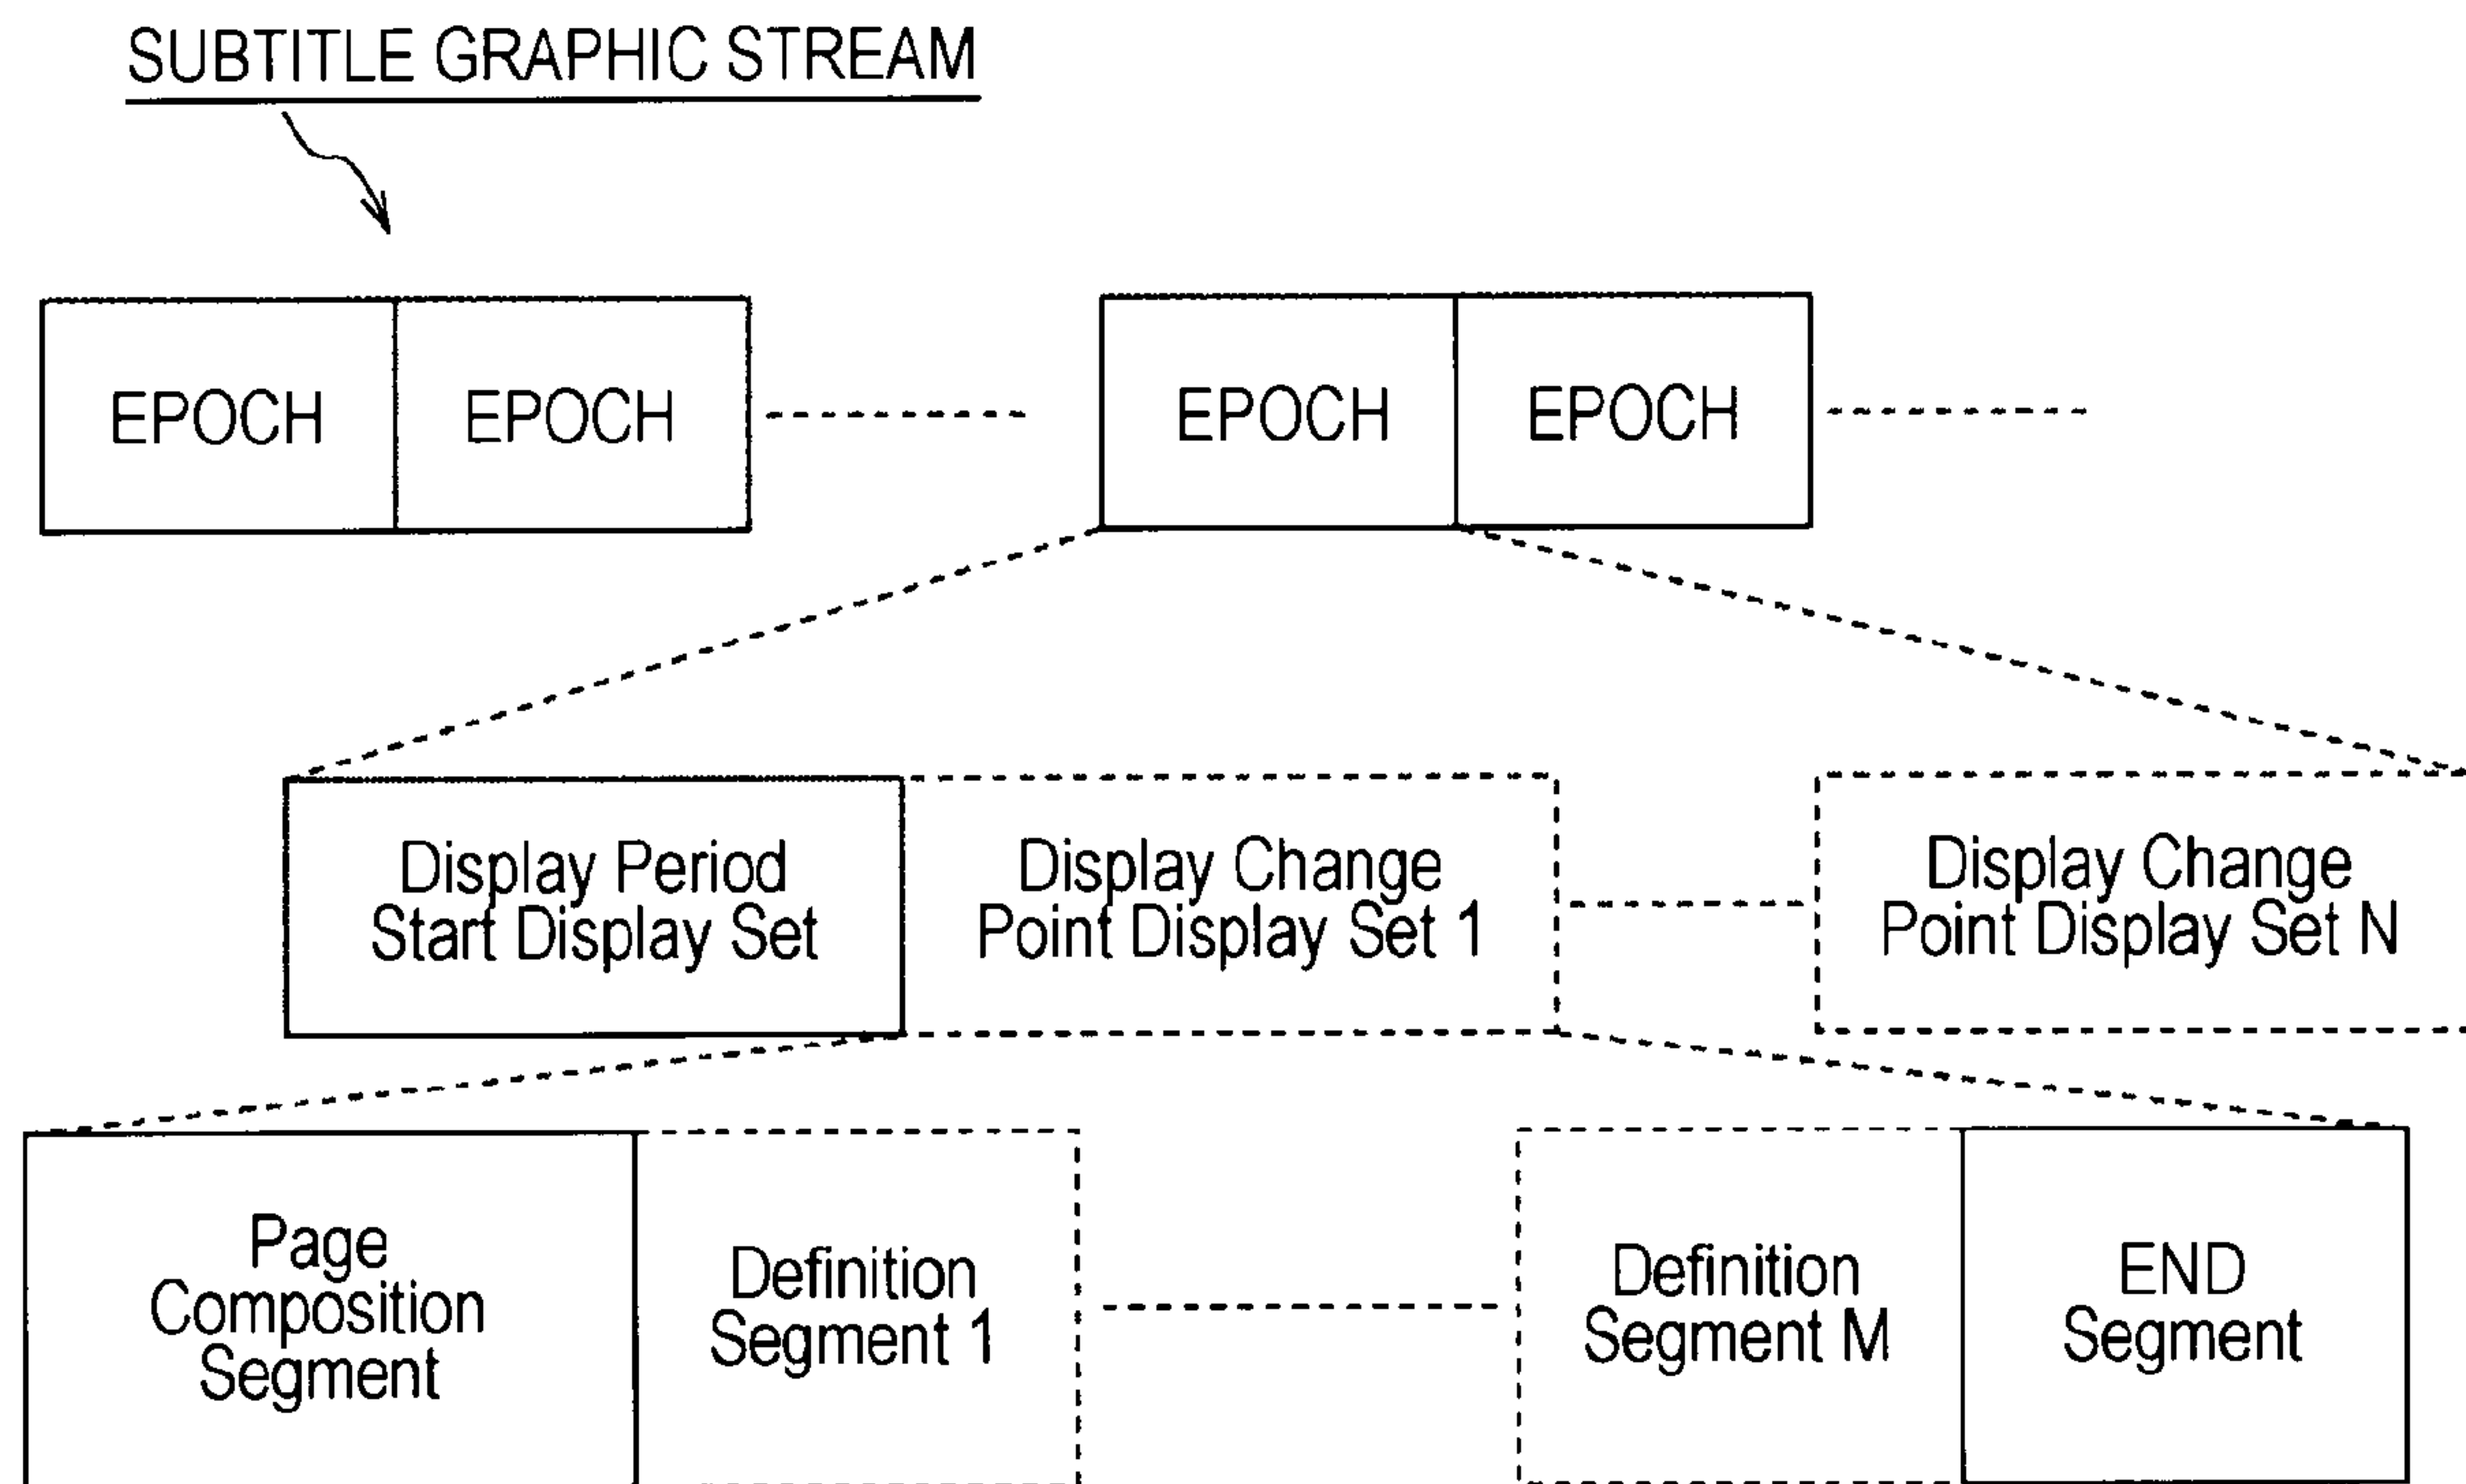 SUBTITLE GRAPHIC STREAM
EPOCH
EPOCH
EPOCH
EPOCH
Display Period
Start Display Set
Display Change
Point Display Set 1
Display Change
Point Display Set N
Page
Composition
Segment
Definition
Segment 1
Definition
Segment M
END
Segment